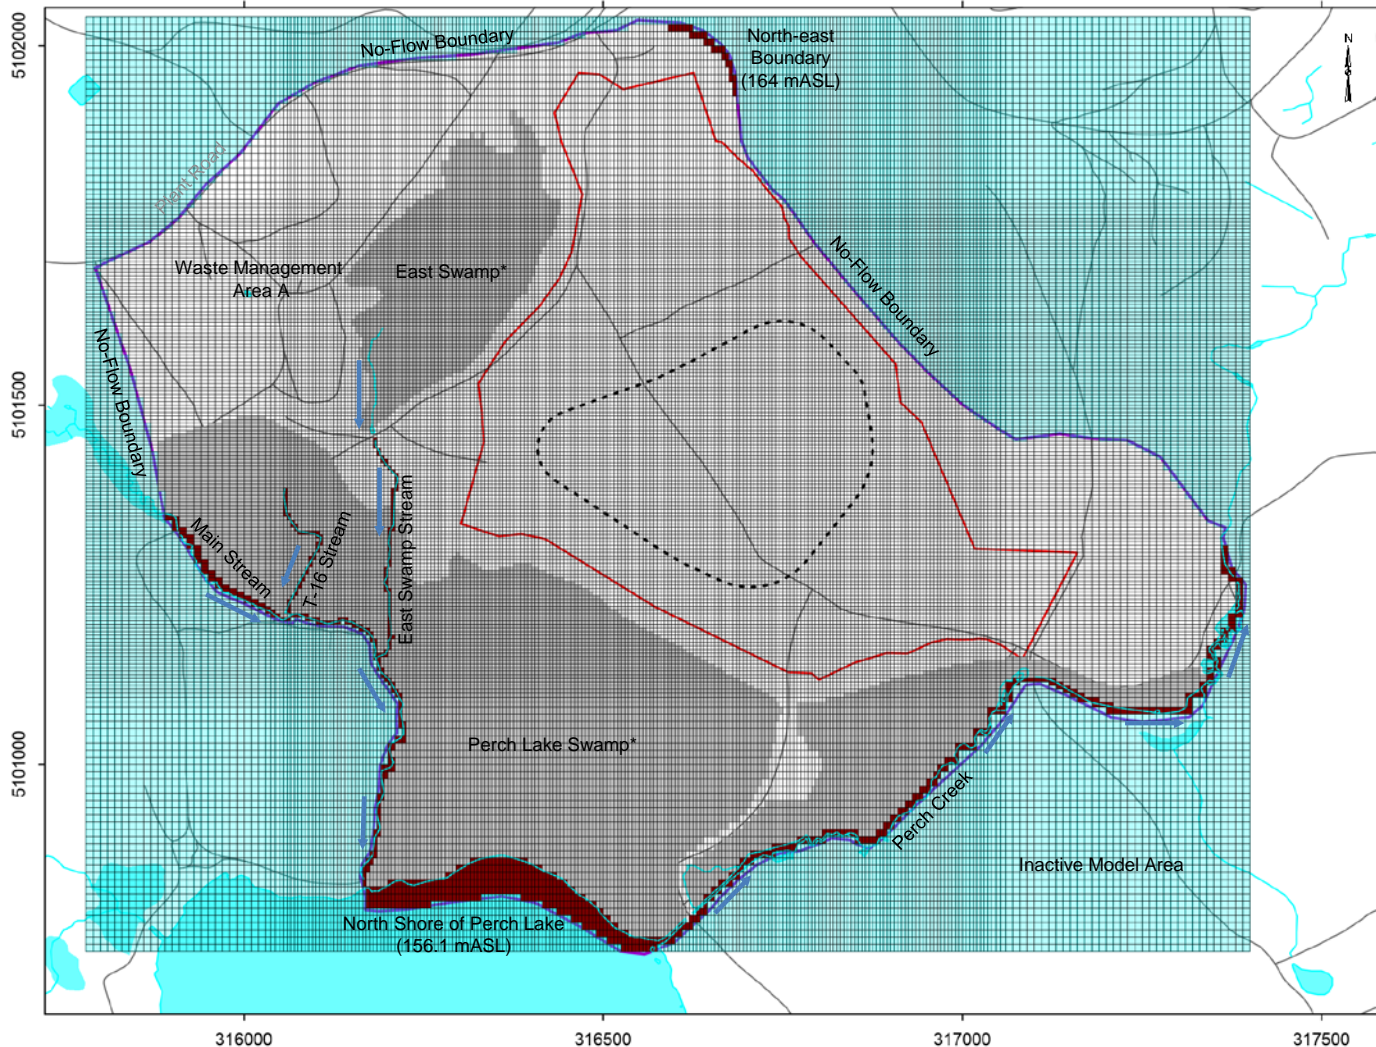 5102000
No-Flow Boundary
North-east
Boundary
(164 mASL)
N
Plant Road
Waste Management
Area A
East Swamp*
No-Flow Boundary
No-Flow Boundary
5101500
Main Stream
T-16 Stream
East Swamp Stream
5101000
Perch Lake Swamp*
Perch Creek
Inactive Model Area
North Shore of Perch Lake
(156.1 mASL)
316000
316500
317000
317500